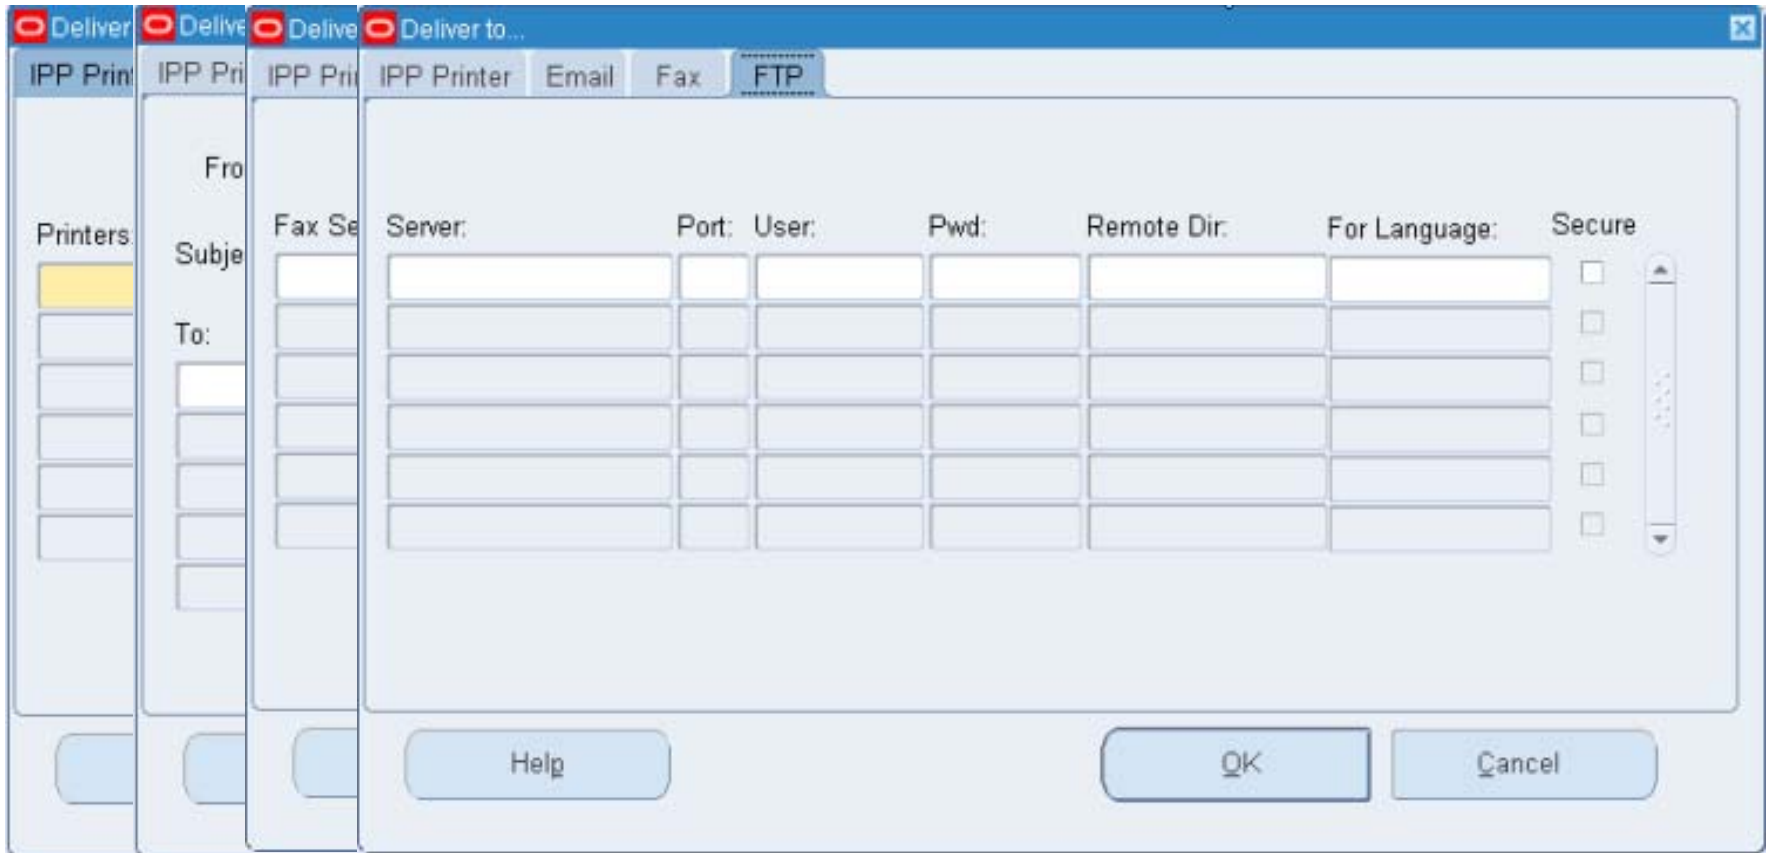 Deliver
Delive
Delive
Deliver to...
IPP Prin
IPP Pri
IPP Prin
IPP Printer
Email
Fax
FTP
Printers:
Fro
Subje
To:
Fax Se
Server:
Port:
User:
Pwd:
Remote Dir:
For Language:
Secure
Help
OK
Cancel